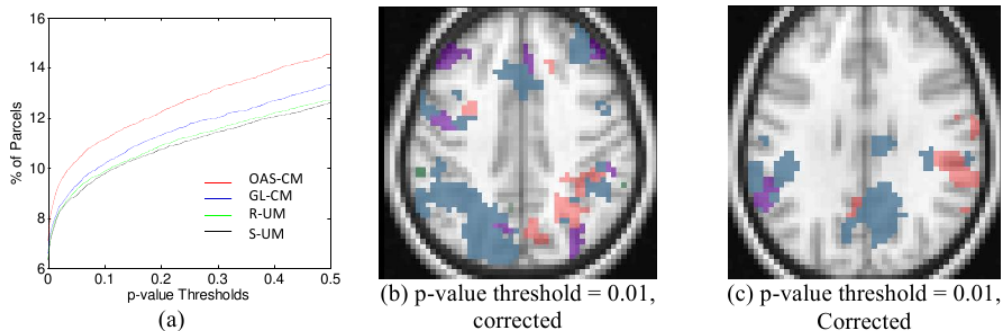 16
14
12
10
8
6
% of Parcels
OAS-CM
GL-CM
R-UM
S-UM
0 0.1 0.2 0.3 0.4 0.5
p-value Thresholds
(a)
(b) p-value threshold = 0.01,
corrected
(c) p-value threshold = 0.01,
Corrected